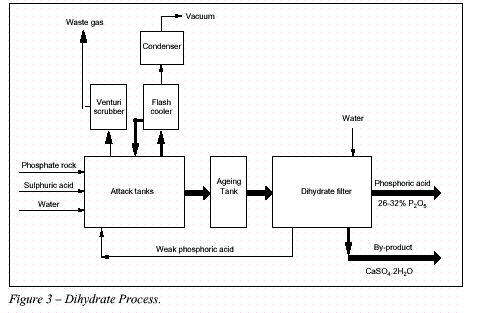 Waste gas
Vacuum
Condenser
Venturi
scrubber
Flash
cooler
Water
Phosphate rock
Sulphuric acid
Water
Attack tanks
Ageing
Tank
Dihydrate filter
Phosphoric acid
26-32% P₂O₅
Weak phosphoric acid
By-product
CaSO₄.2H₂O
Figure 3 – Dihydrate Process.